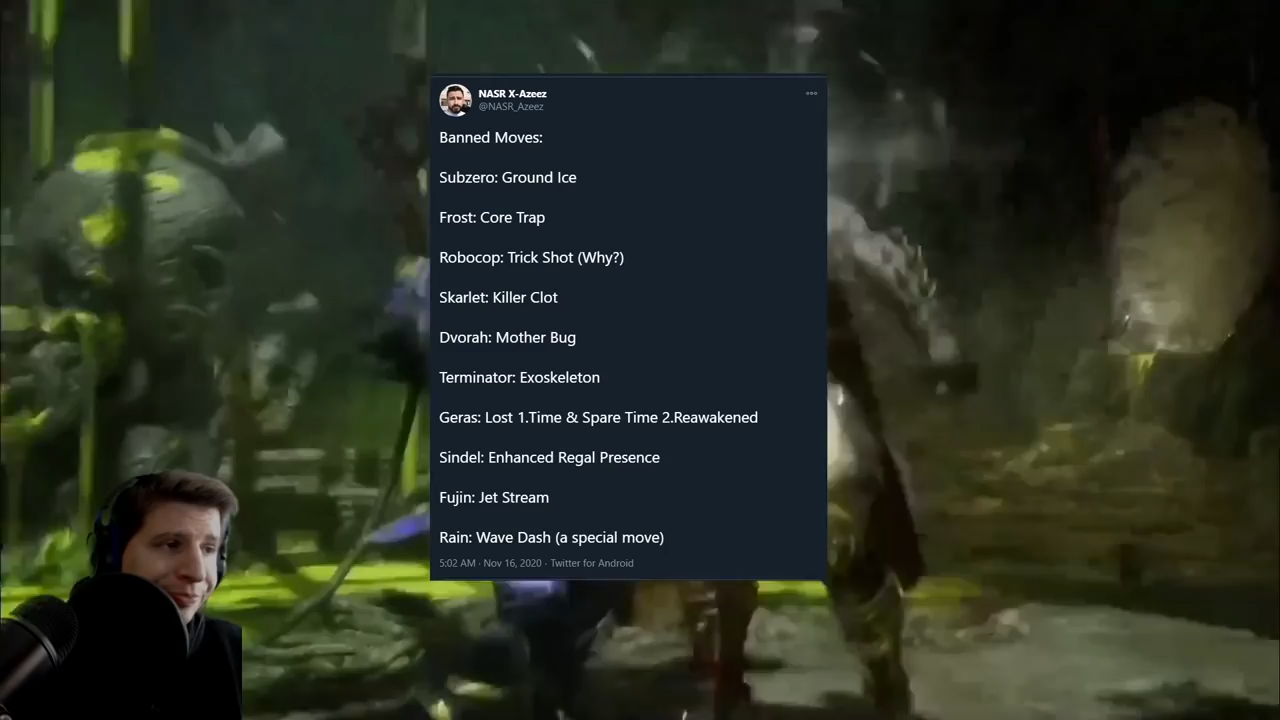 NASR X-Azeez
@NASR_Azeez
Banned Moves:
Subzero: Ground Ice
Frost: Core Trap
Robocop: Trick Shot (Why?)
Skarlet: Killer Clot
Dvorah: Mother Bug
Terminator: Exoskeleton
Geras: Lost 1.Time & Spare Time 2.Reawakened
Sindel: Enhanced Regal Presence
Fujin: Jet Stream
Rain: Wave Dash (a special move)
5:02 AM · Nov 16, 2020 · Twitter for Android